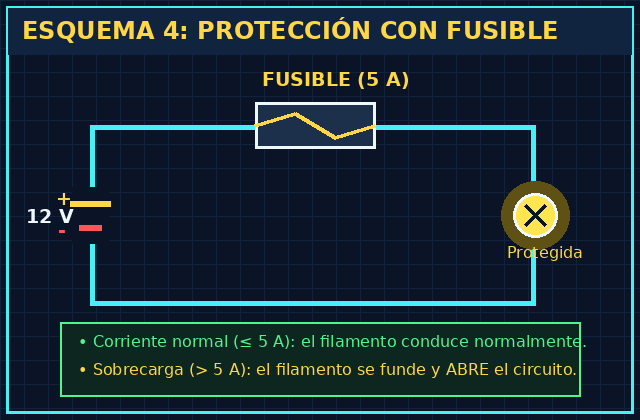 ESQUEMA 4: PROTECCIÓN CON FUSIBLE
FUSIBLE (5 A)
+
12 V
-
Protegida
• Corriente normal (≤ 5 A): el filamento conduce normalmente.
• Sobrecarga (> 5 A): el filamento se funde y ABRE el circuito.